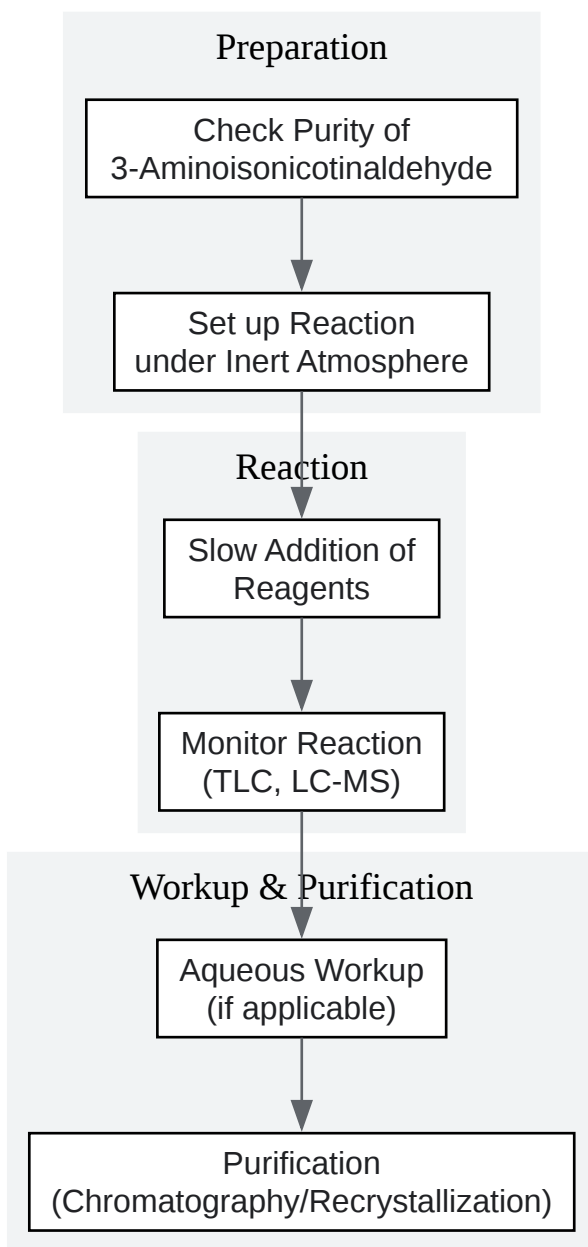 Preparation
Check Purity of
3-Aminoisonicotinaldehyde
Set up Reaction
under Inert Atmosphere
Reaction
Slow Addition of
Reagents
Monitor Reaction
(TLC, LC-MS)
Workup & Purification
Aqueous Workup
(if applicable)
Purification
(Chromatography/Recrystallization)